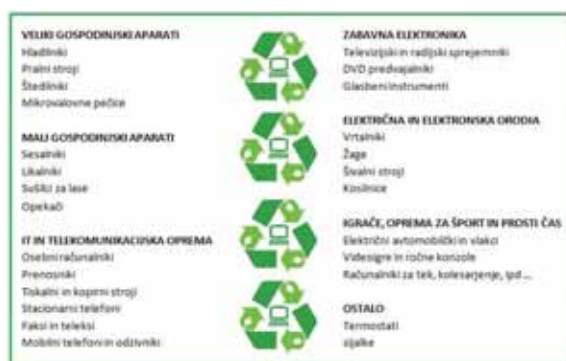 VELIKI GOSPODINJSKI APARATI
Hladilniki
Pralni stroji
Štedilniki
Mikrovalovne pečice
MALI GOSPODINJSKI APARATI
Sesalniki
Likalniki
Sušilci za lase
Opekači
IT IN TELEKOMUNIKACIJSKA OPREMA
Osebni računalniki
Prenosniki
Tiskalni in kopirni stroji
Stacionarni telefoni
Faksi in teleksi
Mobilni telefoni in odzivniki
ZABAVNA ELEKTRONIKA
Televizijski in radijski sprejemniki
DVD predvajalniki
Glasbeni instrumenti
ELEKTRIČNA IN ELEKTRONSKA ORODJA
Vrtalniki
Žage
Šivalni stroji
Kosilnice
IGRAČE, OPREMA ZA ŠPORT IN PROSTI ČAS
Električni avtomobilčki in vlakci
Videoigre in ročne konzole
Računalniki za tek, kolesarjenje, ipd ...
OSTALO
Termostati
sijalke